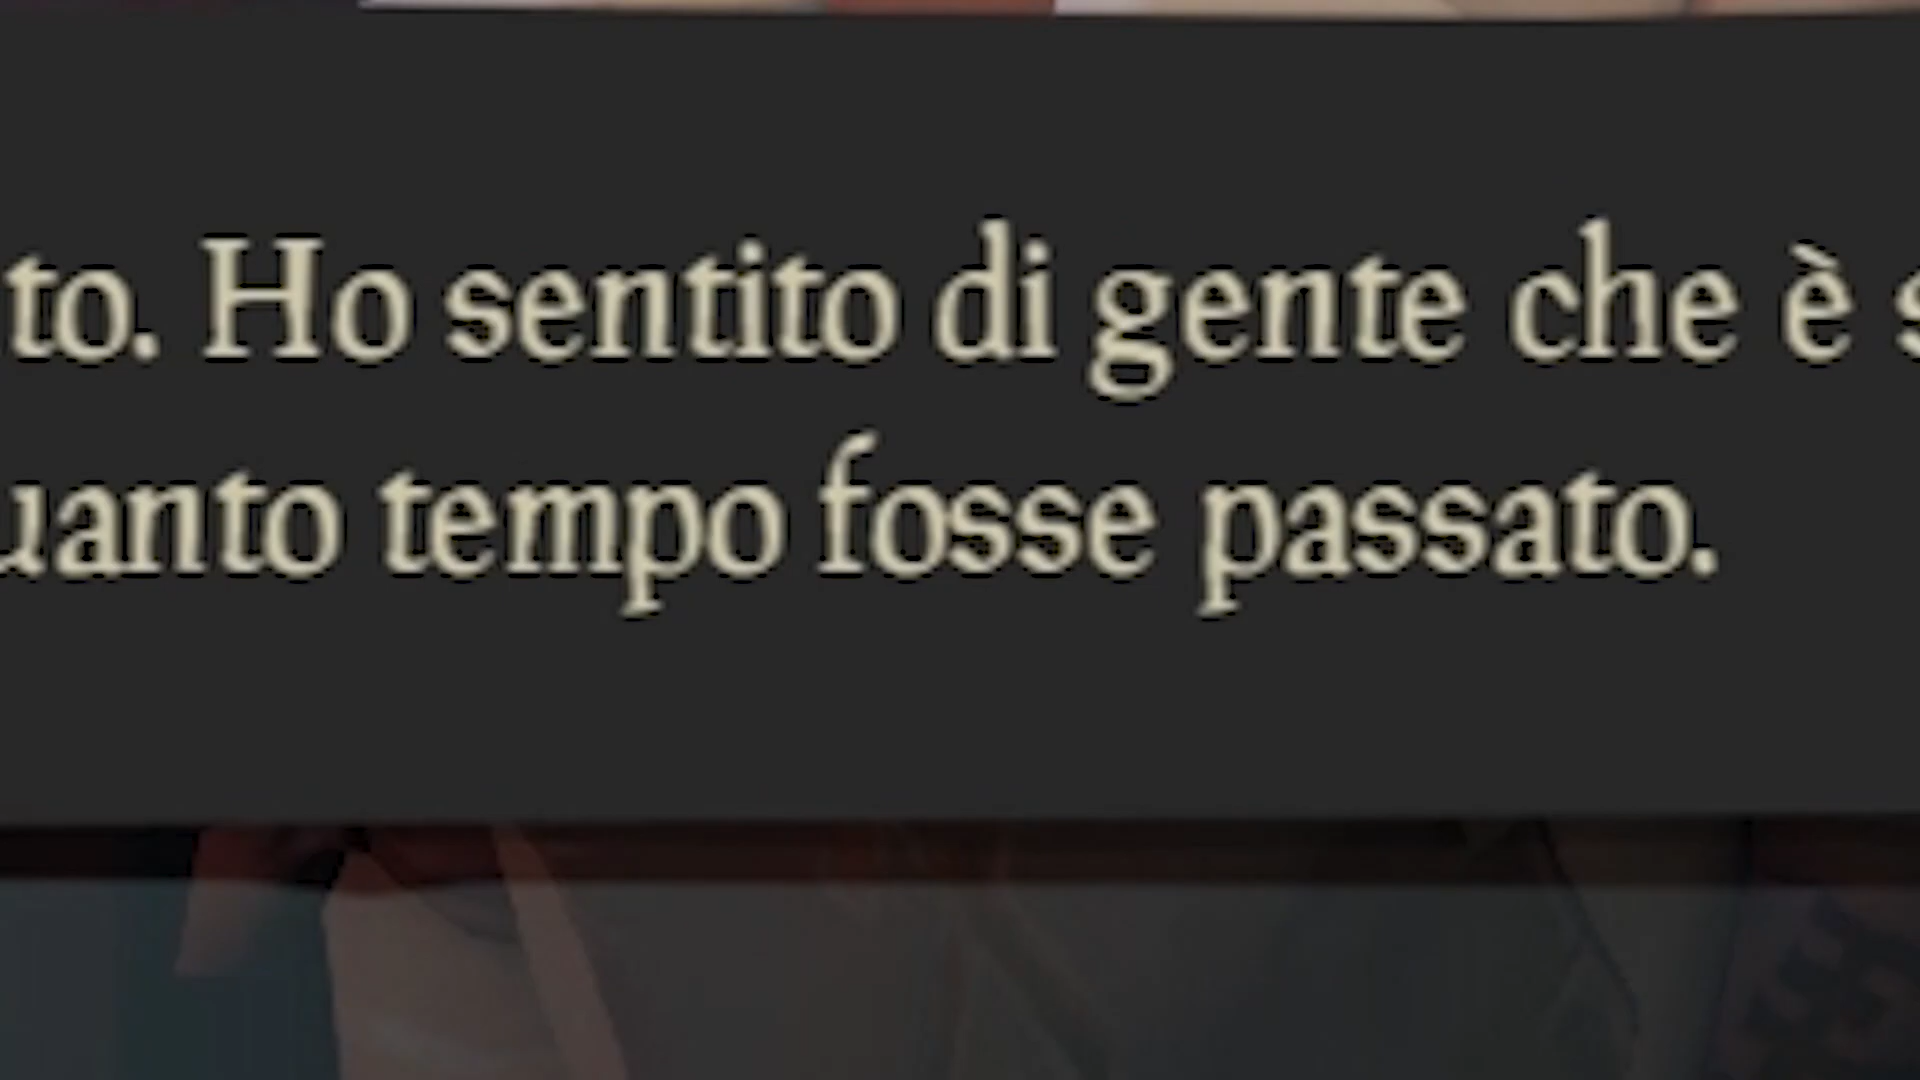 to. Ho sentito di gente che è s
uanto tempo fosse passato.